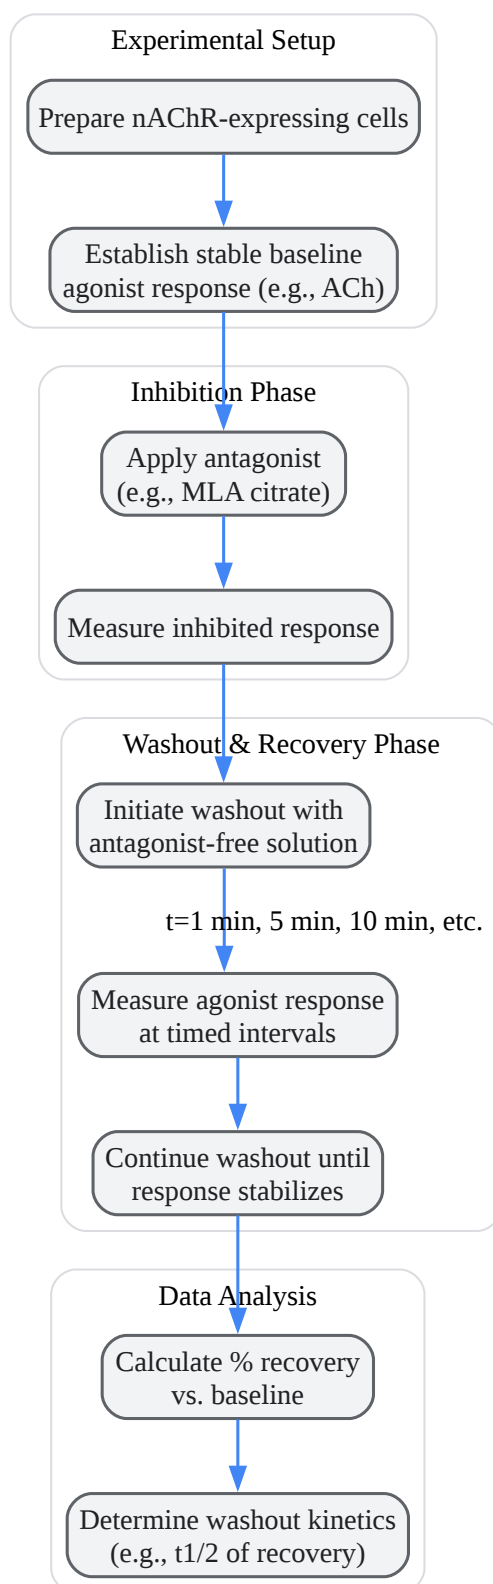 Experimental Setup
Prepare nAChR-expressing cells
Establish stable baseline
agonist response (e.g., ACh)
Inhibition Phase
Apply antagonist
(e.g., MLA citrate)
Measure inhibited response
Washout & Recovery Phase
Initiate washout with
antagonist-free solution
t=1 min, 5 min, 10 min, etc.
Measure agonist response
at timed intervals
Continue washout until
response stabilizes
Data Analysis
Calculate % recovery
vs. baseline
Determine washout kinetics
(e.g., t1/2 of recovery)